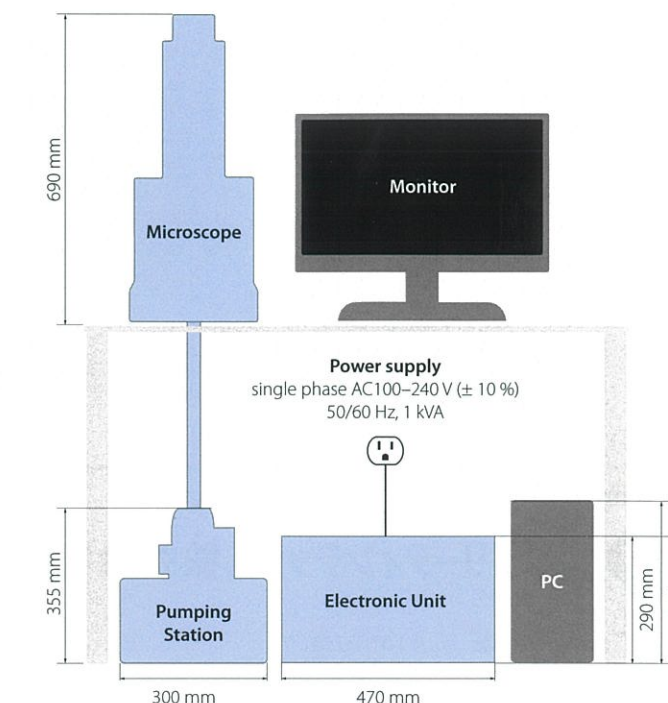 690 mm
Microscope
Monitor
Power supply
single phase AC100–240 V (± 10 %)
50/60 Hz, 1 kVA
355 mm
Pumping
Station
Electronic Unit
PC
290 mm
300 mm
470 mm